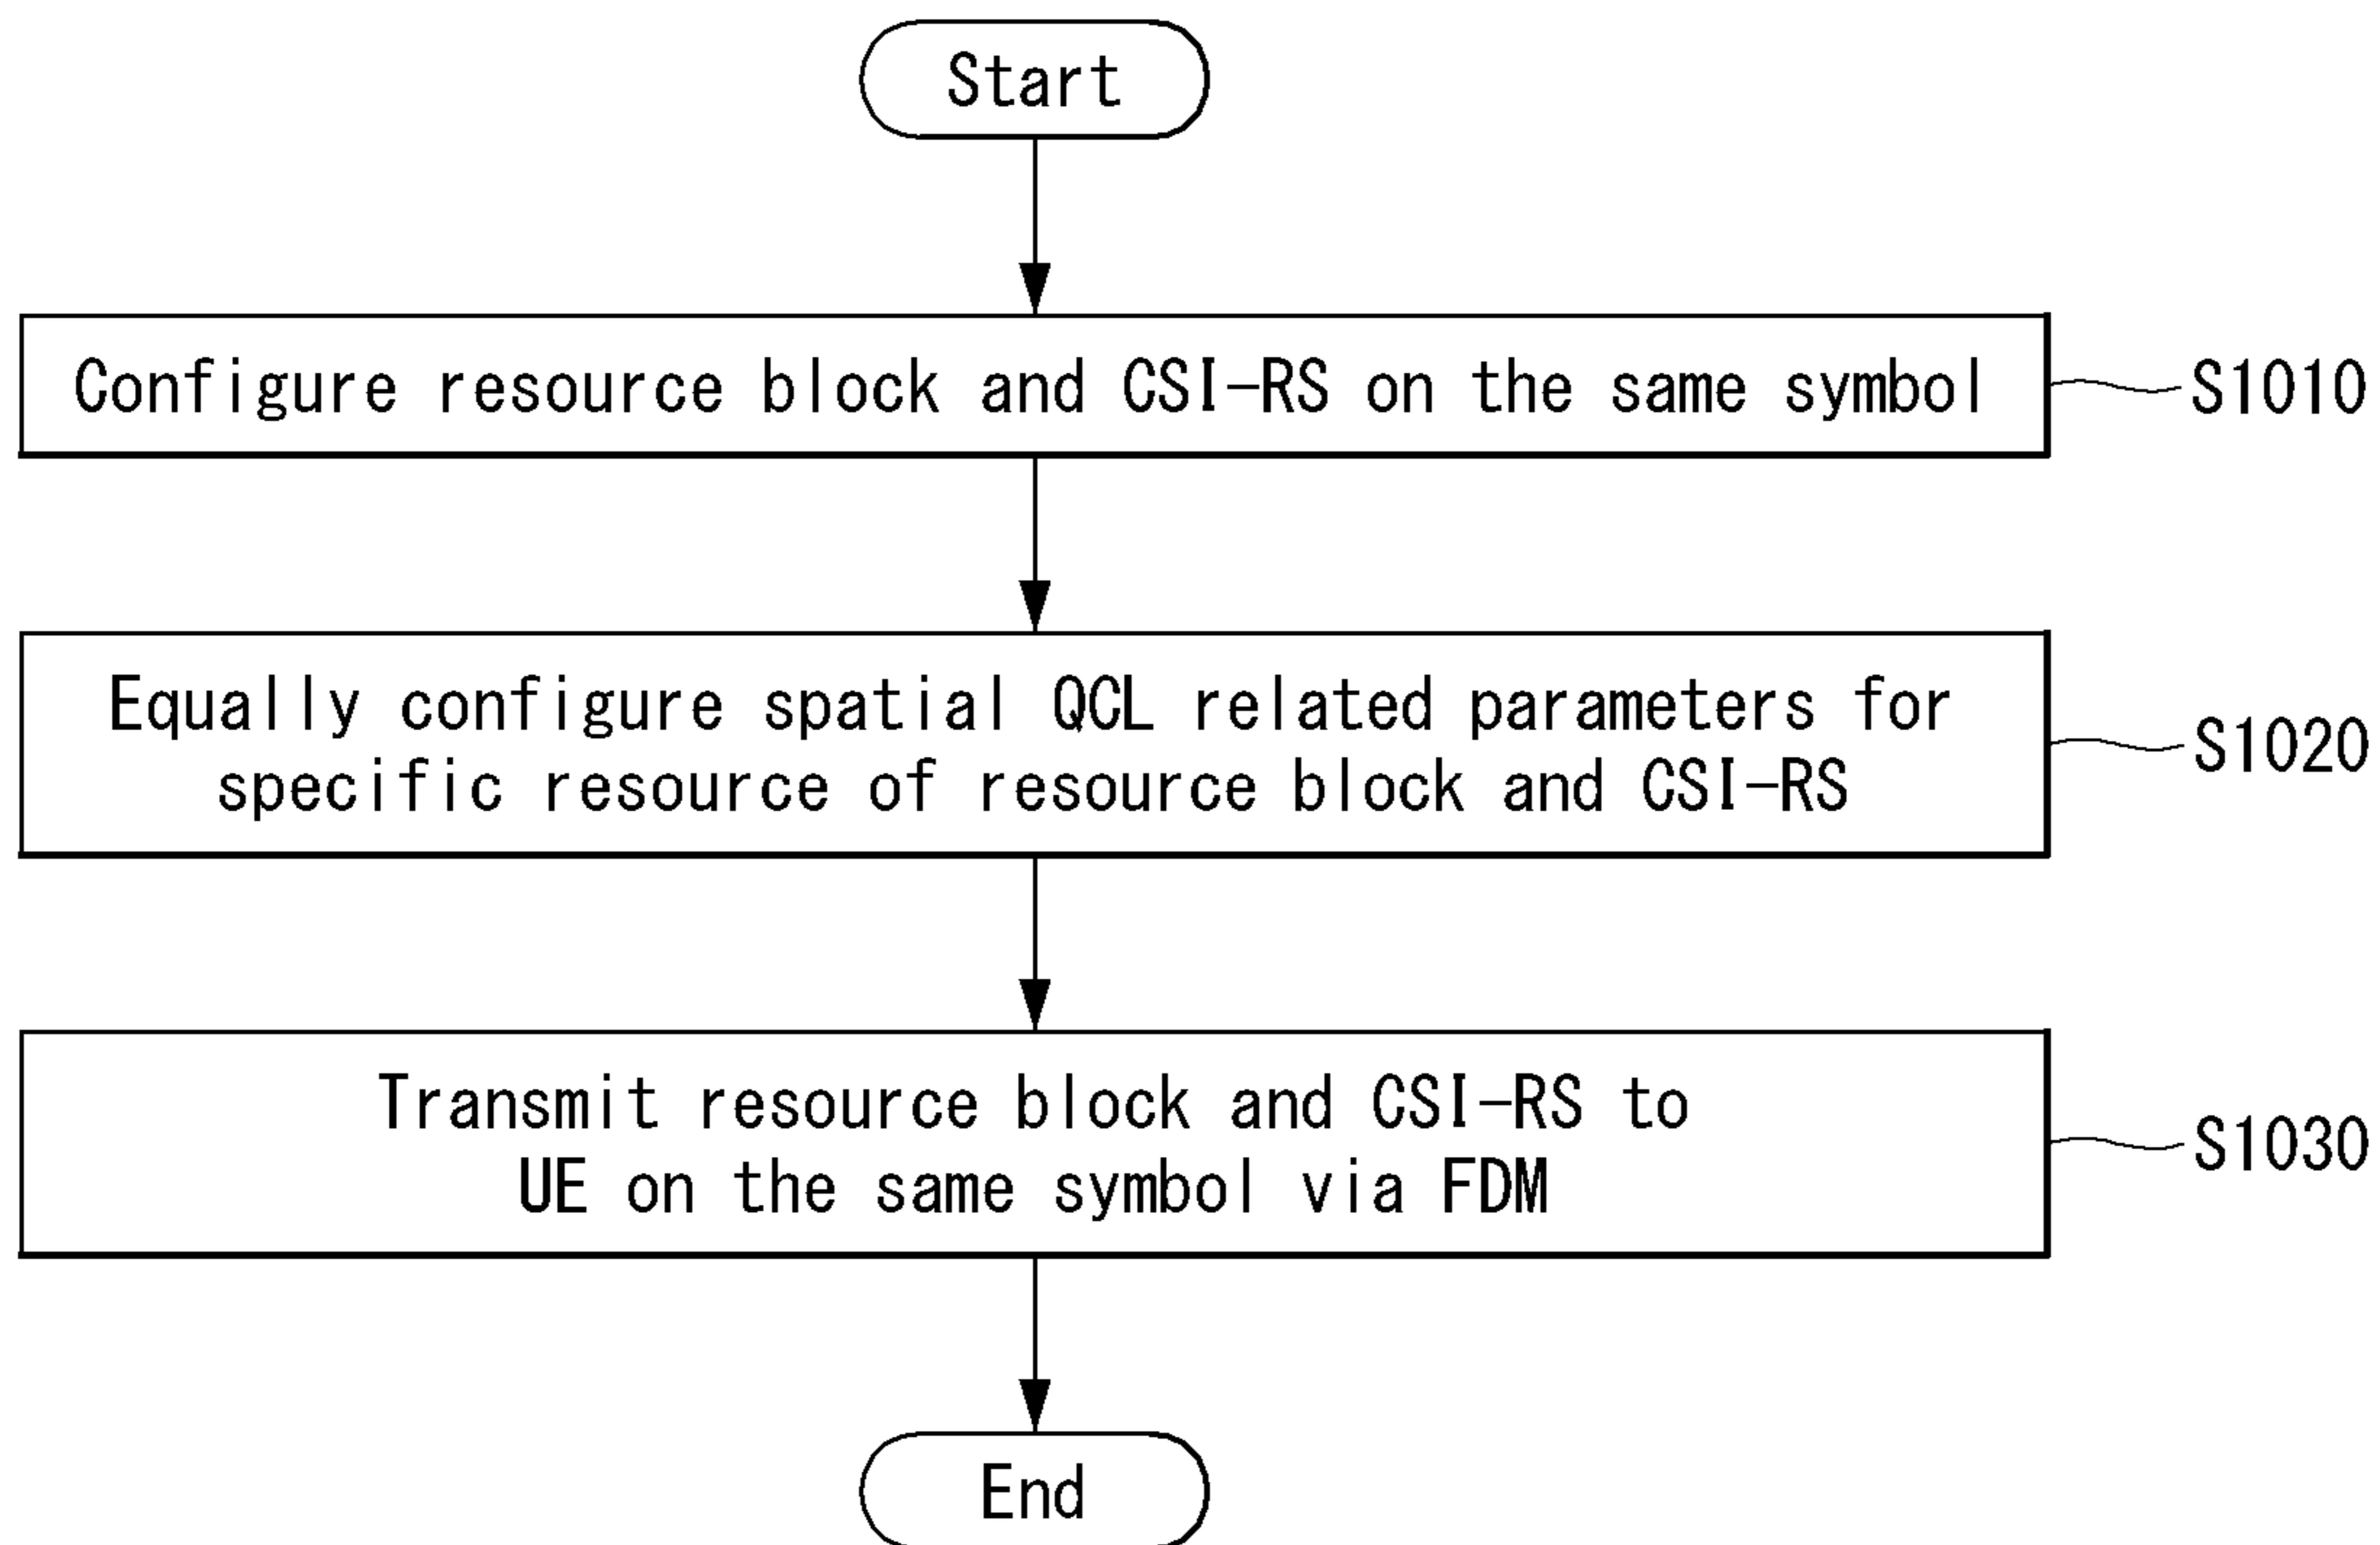 Start
Configure resource block and CSI-RS on the same symbol
S1010
Equally configure spatial QCL related parameters for
specific resource of resource block and CSI-RS
S1020
Transmit resource block and CSI-RS to
UE on the same symbol via FDM
S1030
End